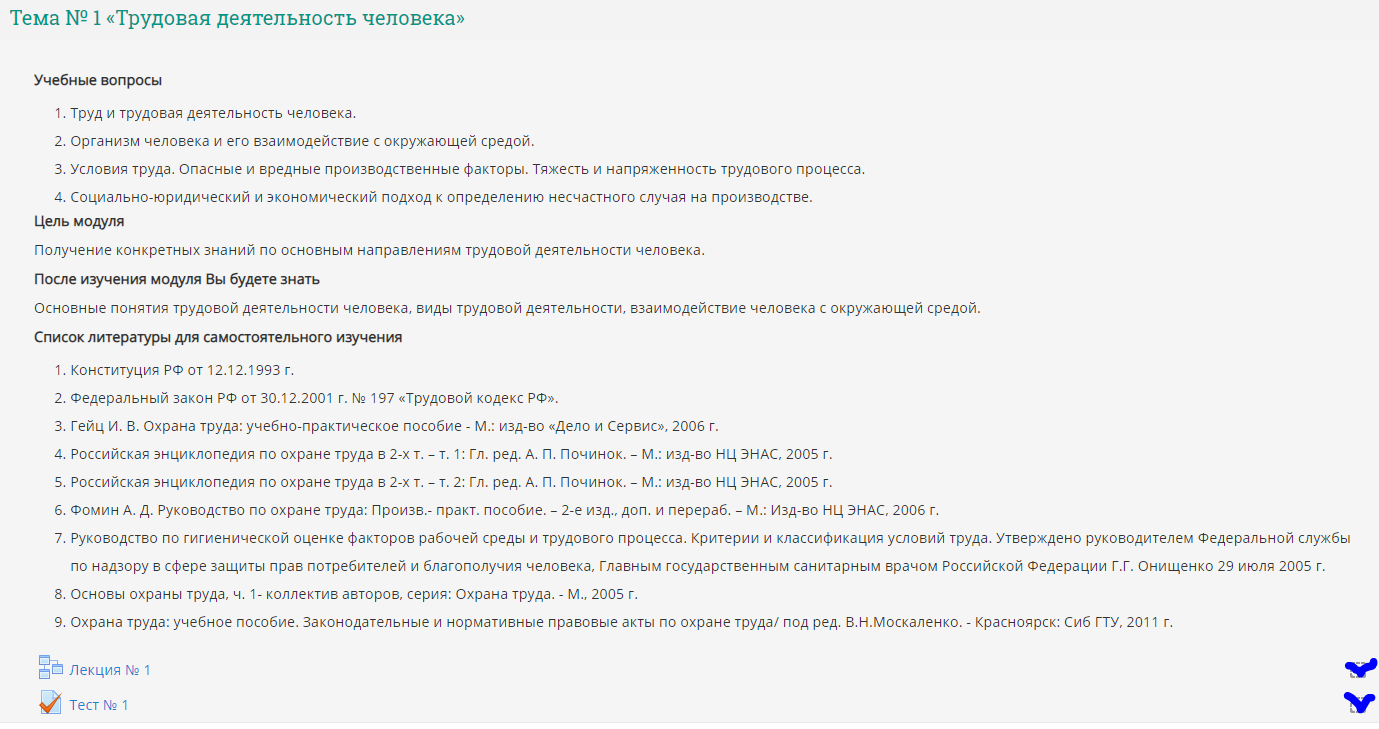 Тема № 1 «Трудовая деятельность человека»
Учебные вопросы
1. Труд и трудовая деятельность человека.
2. Организм человека и его взаимодействие с окружающей средой.
3. Условия труда. Опасные и вредные производственные факторы. Тяжесть и напряженность трудового процесса.
4. Социально-юридический и экономический подход к определению несчастного случая на производстве.
Цель модуля
Получение конкретных знаний по основным направлениям трудовой деятельности человека.
После изучения модуля Вы будете знать
Основные понятия трудовой деятельности человека, виды трудовой деятельности, взаимодействие человека с окружающей средой.
Список литературы для самостоятельного изучения
1. Конституция РФ от 12.12.1993 г.
2. Федеральный закон РФ от 30.12.2001 г. № 197 «Трудовой кодекс РФ».
3. Гейц И. В. Охрана труда: учебно-практическое пособие - М.: изд-во «Дело и Сервис», 2006 г.
4. Российская энциклопедия по охране труда в 2-х т. – т. 1: Гл. ред. А. П. Починок. – М.: изд-во НЦ ЭНАС, 2005 г.
5. Российская энциклопедия по охране труда в 2-х т. – т. 2: Гл. ред. А. П. Починок. – М.: изд-во НЦ ЭНАС, 2005 г.
6. Фомин А. Д. Руководство по охране труда: Произв.- практ. пособие. – 2-е изд., доп. и перераб. – М.: Изд-во НЦ ЭНАС, 2006 г.
7. Руководство по гигиенической оценке факторов рабочей среды и трудового процесса. Критерии и классификация условий труда. Утверждено руководителем Федеральной службы
по надзору в сфере защиты прав потребителей и благополучия человека, Главным государственным санитарным врачом Российской Федерации Г.Г. Онищенко 29 июля 2005 г.
8. Основы охраны труда, ч. 1- коллектив авторов, серия: Охрана труда. - М., 2005 г.
9. Охрана труда: учебное пособие. Законодательные и нормативные правовые акты по охране труда/ под ред. В.Н.Москаленко. - Красноярск: Сиб ГТУ, 2011 г.
Лекция № 1
Тест № 1